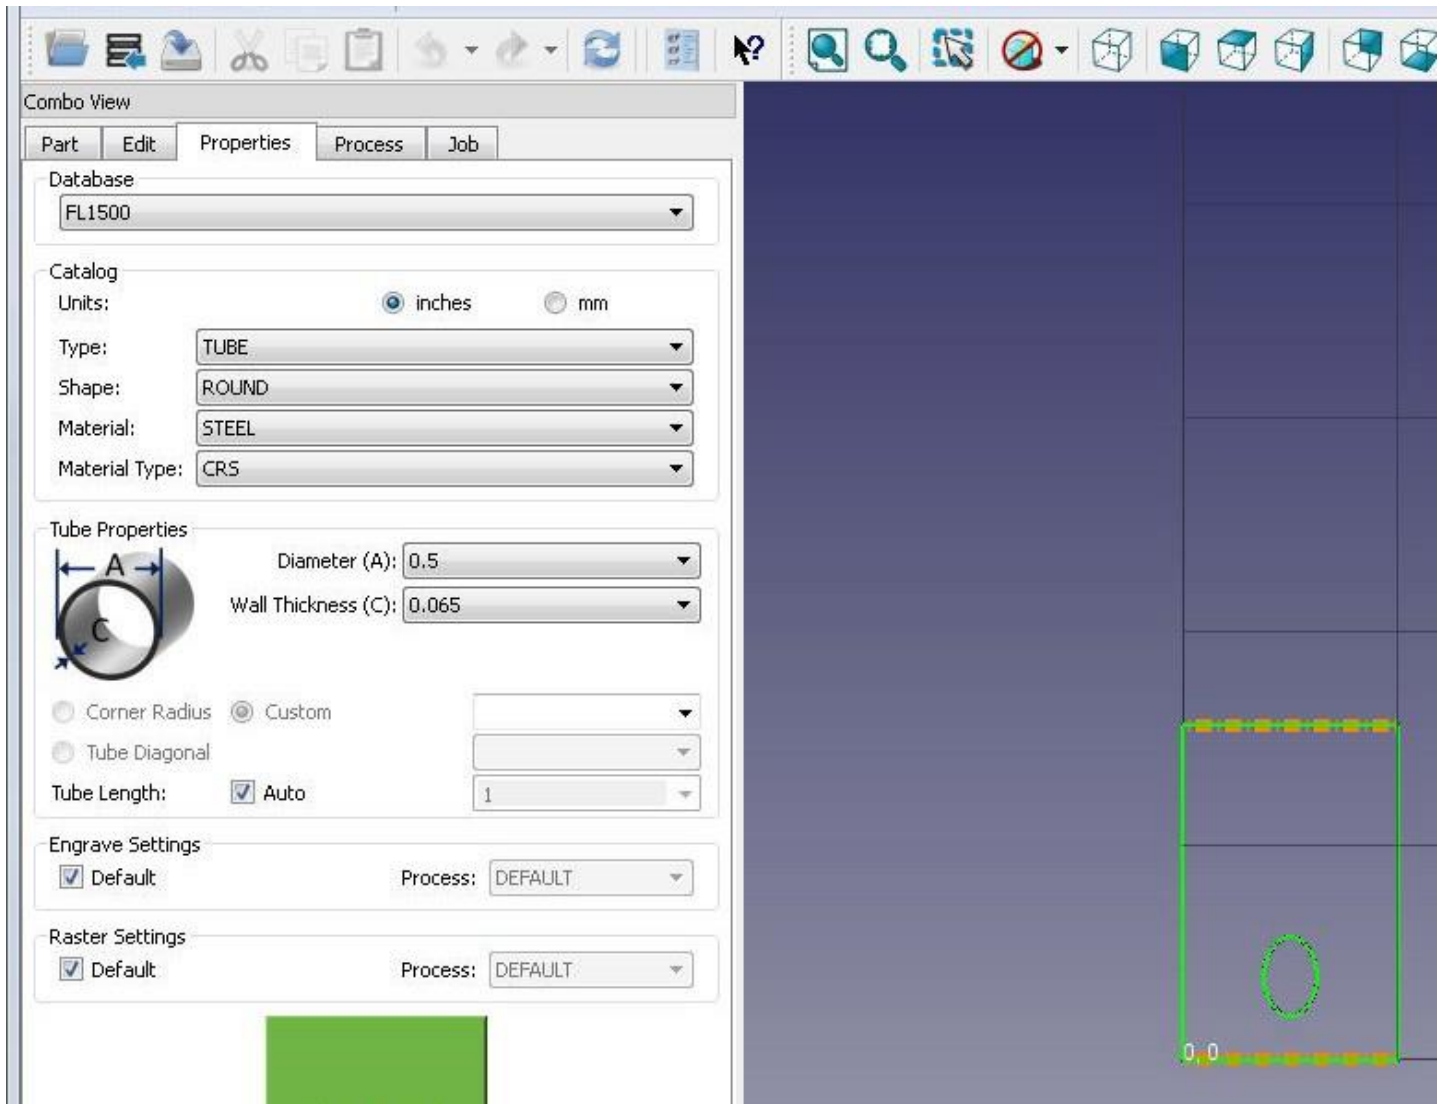 Combo View
Part Edit Properties Process Job
Database
FL1500
Catalog
Units: inches mm
Type: TUBE
Shape: ROUND
Material: STEEL
Material Type: CRS
Tube Properties
A
C
Diameter (A): 0.5
Wall Thickness (C): 0.065
Corner Radius Custom
Tube Diagonal
Tube Length: Auto 1
Engrave Settings
Default Process: DEFAULT
Raster Settings
Default Process: DEFAULT
0, 0